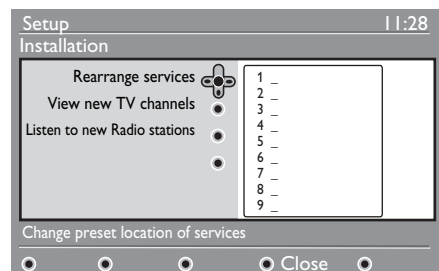 Setup 11:28
Installation
Rearrange services
View new TV channels
Listen to new Radio stations
1 _
2 _
3 _
4 _
5 _
6 _
7 _
8 _
9 _
Change preset location of services
Close